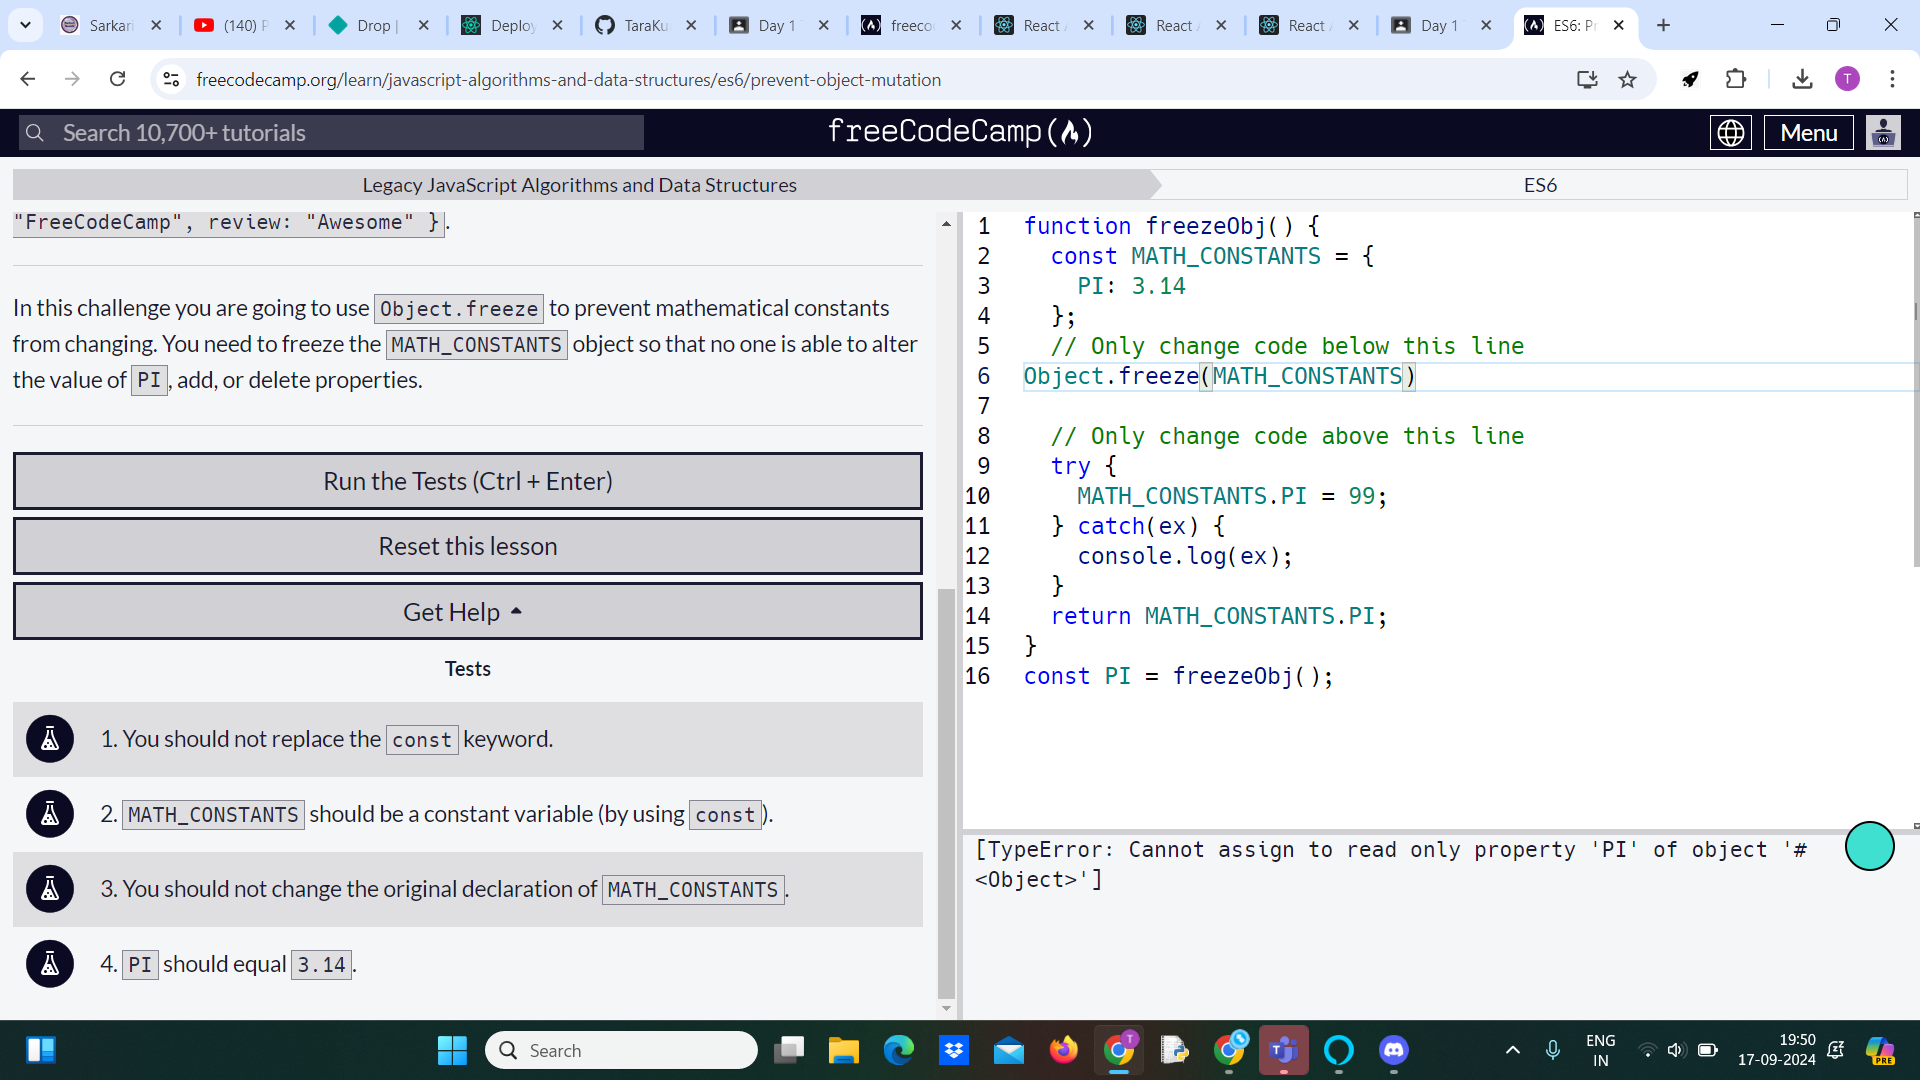 Sarkari
(140) P
Drop |
Deploy
TaraKu
Day 1
freeco
React
React
React
Day 1
ES6: Pr
freecodecamp.org/learn/javascript-algorithms-and-data-structures/es6/prevent-object-mutation
T
Search 10,700+ tutorials
freeCodeCamp
Menu
Legacy JavaScript Algorithms and Data Structures
ES6
"FreeCodeCamp", review: "Awesome" }.
In this challenge you are going to use Object.freeze to prevent mathematical constants
from changing. You need to freeze the MATH_CONSTANTS object so that no one is able to alter
the value of PI, add, or delete properties.
Run the Tests (Ctrl + Enter)
Reset this lesson
Get Help
Tests
1. You should not replace the const keyword.
2. MATH_CONSTANTS should be a constant variable (by using const).
3. You should not change the original declaration of MATH_CONSTANTS.
4. PI should equal 3.14.
1 function freezeObj() {
2 const MATH_CONSTANTS = {
3 PI: 3.14
4 };
5 // Only change code below this line
6 Object.freeze(MATH_CONSTANTS)
7
8 // Only change code above this line
9 try {
10 MATH_CONSTANTS.PI = 99;
11 } catch(ex) {
12 console.log(ex);
13 }
14 return MATH_CONSTANTS.PI;
15 }
16 const PI = freezeObj();
[TypeError: Cannot assign to read only property 'PI' of object '#
<Object>']
Search
T
ENG
IN
19:50
17-09-2024
PRE